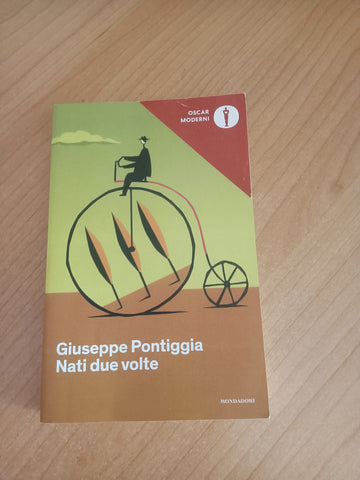 OSCAR
MODERNI
Giuseppe Pontiggia
Nati due volte
MONDADORI